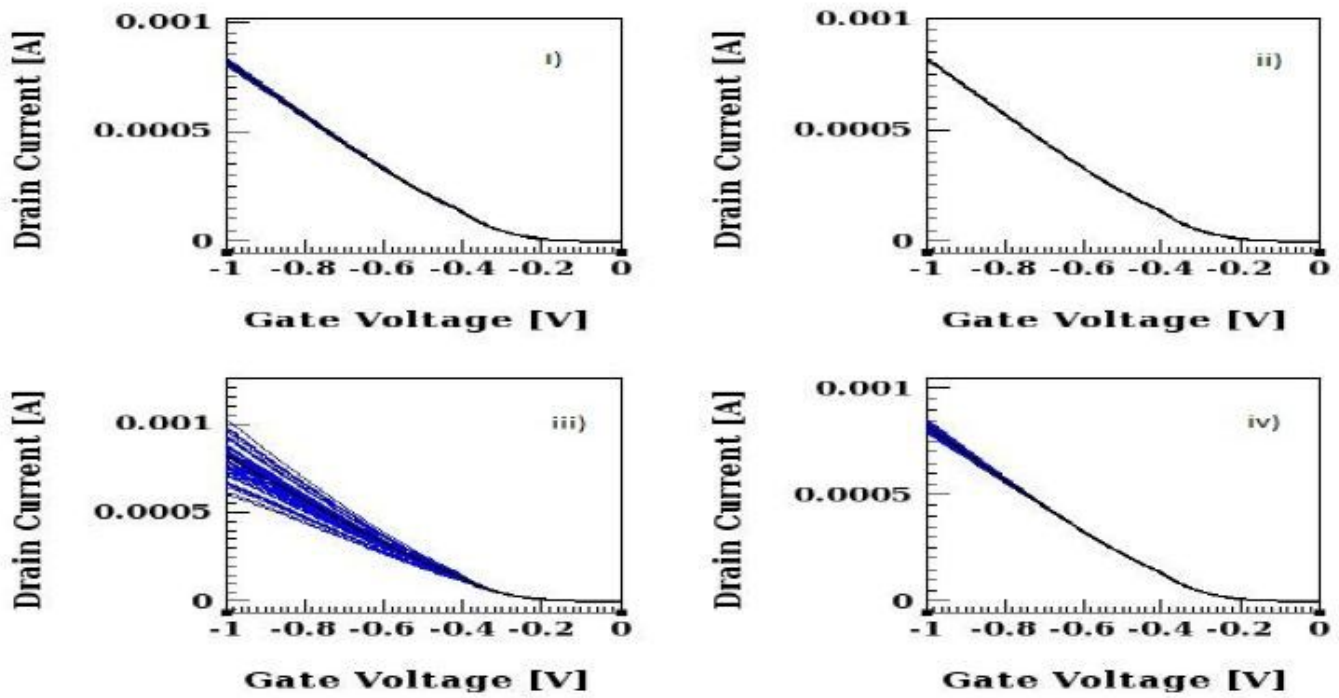 Drain Current [A]
0.001
0.0005
0
-1 -0.8 -0.6 -0.4 -0.2 0
Gate Voltage [V]
i)
Drain Current [A]
0.001
0.0005
0
-1 -0.8 -0.6 -0.4 -0.2 0
Gate Voltage [V]
ii)
Drain Current [A]
0.001
0.0005
0
-1 -0.8 -0.6 -0.4 -0.2 0
Gate Voltage [V]
iii)
Drain Current [A]
0.001
0.0005
0
-1 -0.8 -0.6 -0.4 -0.2 0
Gate Voltage [V]
iv)